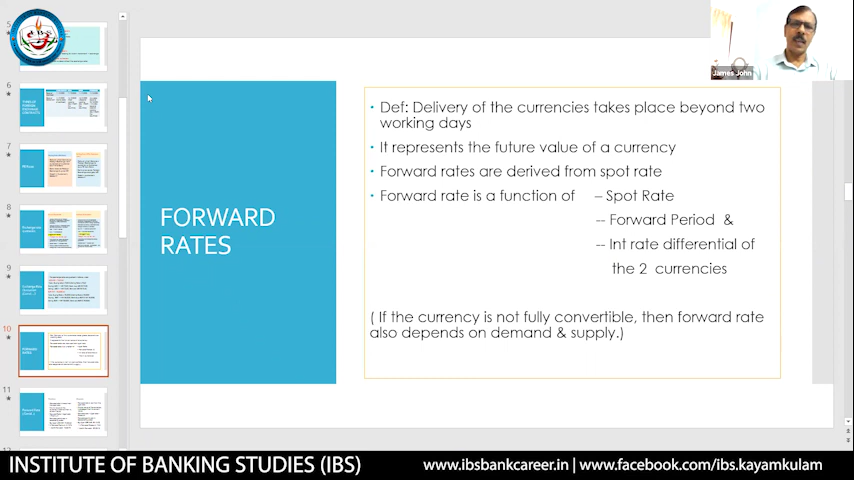 James John
5
6
7
8
9
10
11
FORWARD
RATES
• Def: Delivery of the currencies takes place beyond two
working days
• It represents the future value of a currency
• Forward rates are derived from spot rate
• Forward rate is a function of – Spot Rate
-- Forward Period &
-- Int rate differential of
the 2 currencies
( If the currency is not fully convertible, then forward rate
also depends on demand & supply.)
INSTITUTE OF BANKING STUDIES (IBS)
www.ibsbankcareer.in | www.facebook.com/ibs.kayamkulam